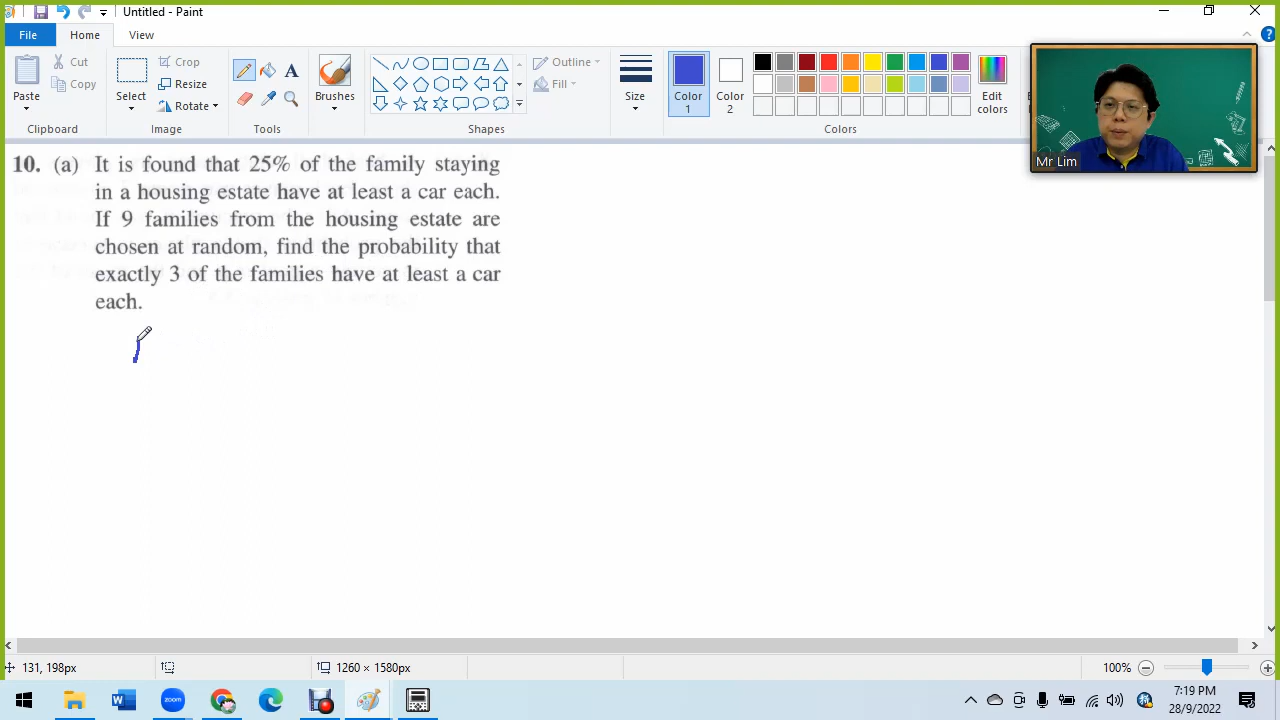 Untitled - Paint
File Home View
Paste Cut Copy Clipboard
Select Crop Resize Rotate Image
Tools
Brushes
Outline Fill Shapes
Size
Color 1 Color 2 Edit colors Colors
Mr Lim
10. (a) It is found that 25% of the family staying
in a housing estate have at least a car each.
If 9 families from the housing estate are
chosen at random, find the probability that
exactly 3 of the families have at least a car
each.
131, 198px 1260 × 1580px 100%
zoom
7:19 PM
28/9/2022